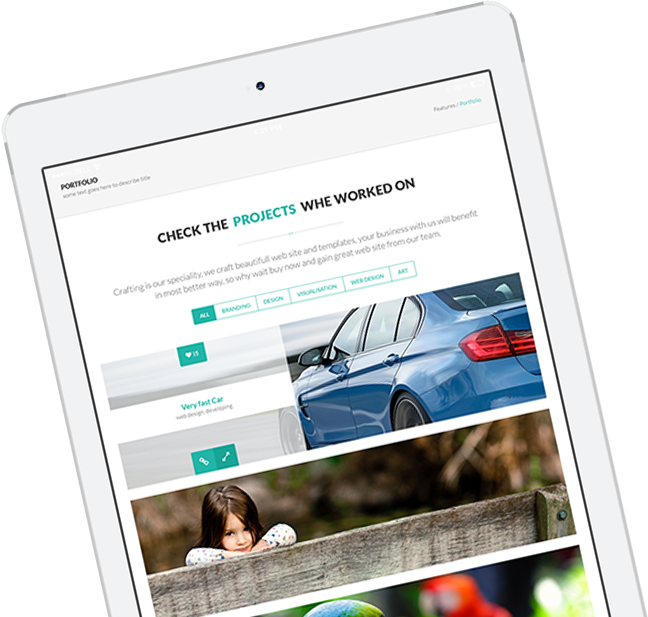 Features / Portfolio
PORTFOLIO
some text goes here to describe title
CHECK THE PROJECTS WHE WORKED ON
Crafting is our speciality, we craft beautifull web site and templates, your business with us will benefit
in most better way, so why wait buy now and gain great web site from our team.
ALL BRANDING DESIGN VISUALISATION WEB DESIGN ART
15
Very fast Car
web design, developing